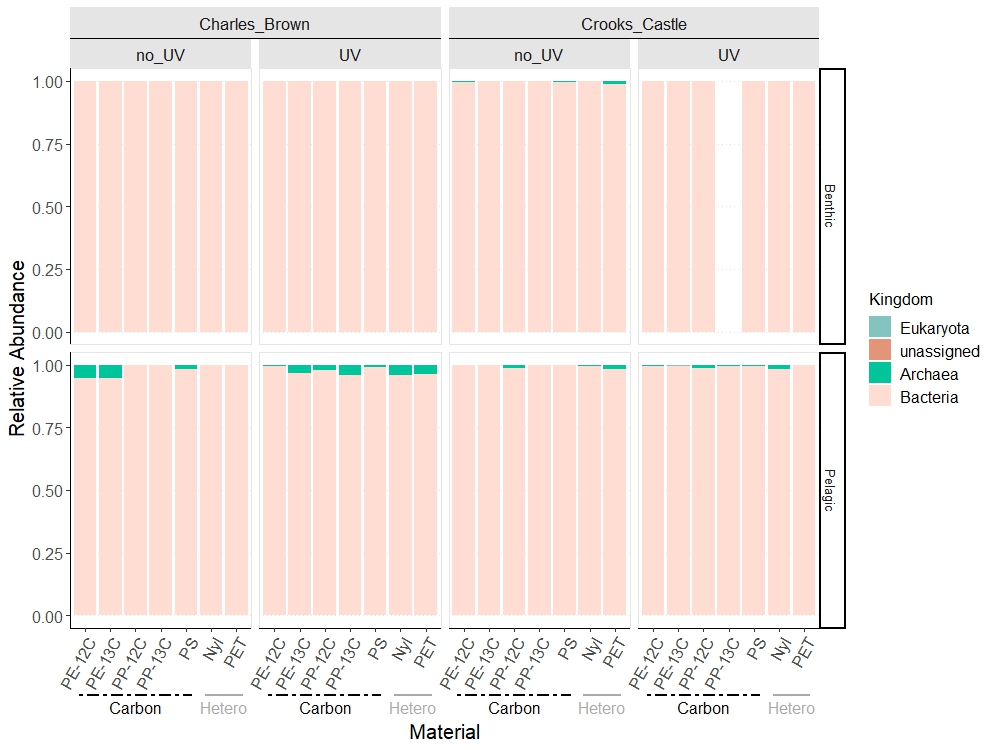 Charles_Brown Crooks_Castle
no_UV UV no_UV UV
1.00
0.75
0.50
0.25
0.00
Benthic
1.00
0.75
0.50
0.25
0.00
Pelagic
Relative Abundance
Kingdom
Eukaryota
unassigned
Archaea
Bacteria
PE-12C PE-13C PP-12C PP-13C PS Nyl PET PE-12C PE-13C PP-12C PP-13C PS Nyl PET PE-12C PE-13C PP-12C PP-13C PS Nyl PET PE-12C PE-13C PP-12C PP-13C PS Nyl PET
Carbon Hetero Carbon Hetero Carbon Hetero Carbon Hetero
Material